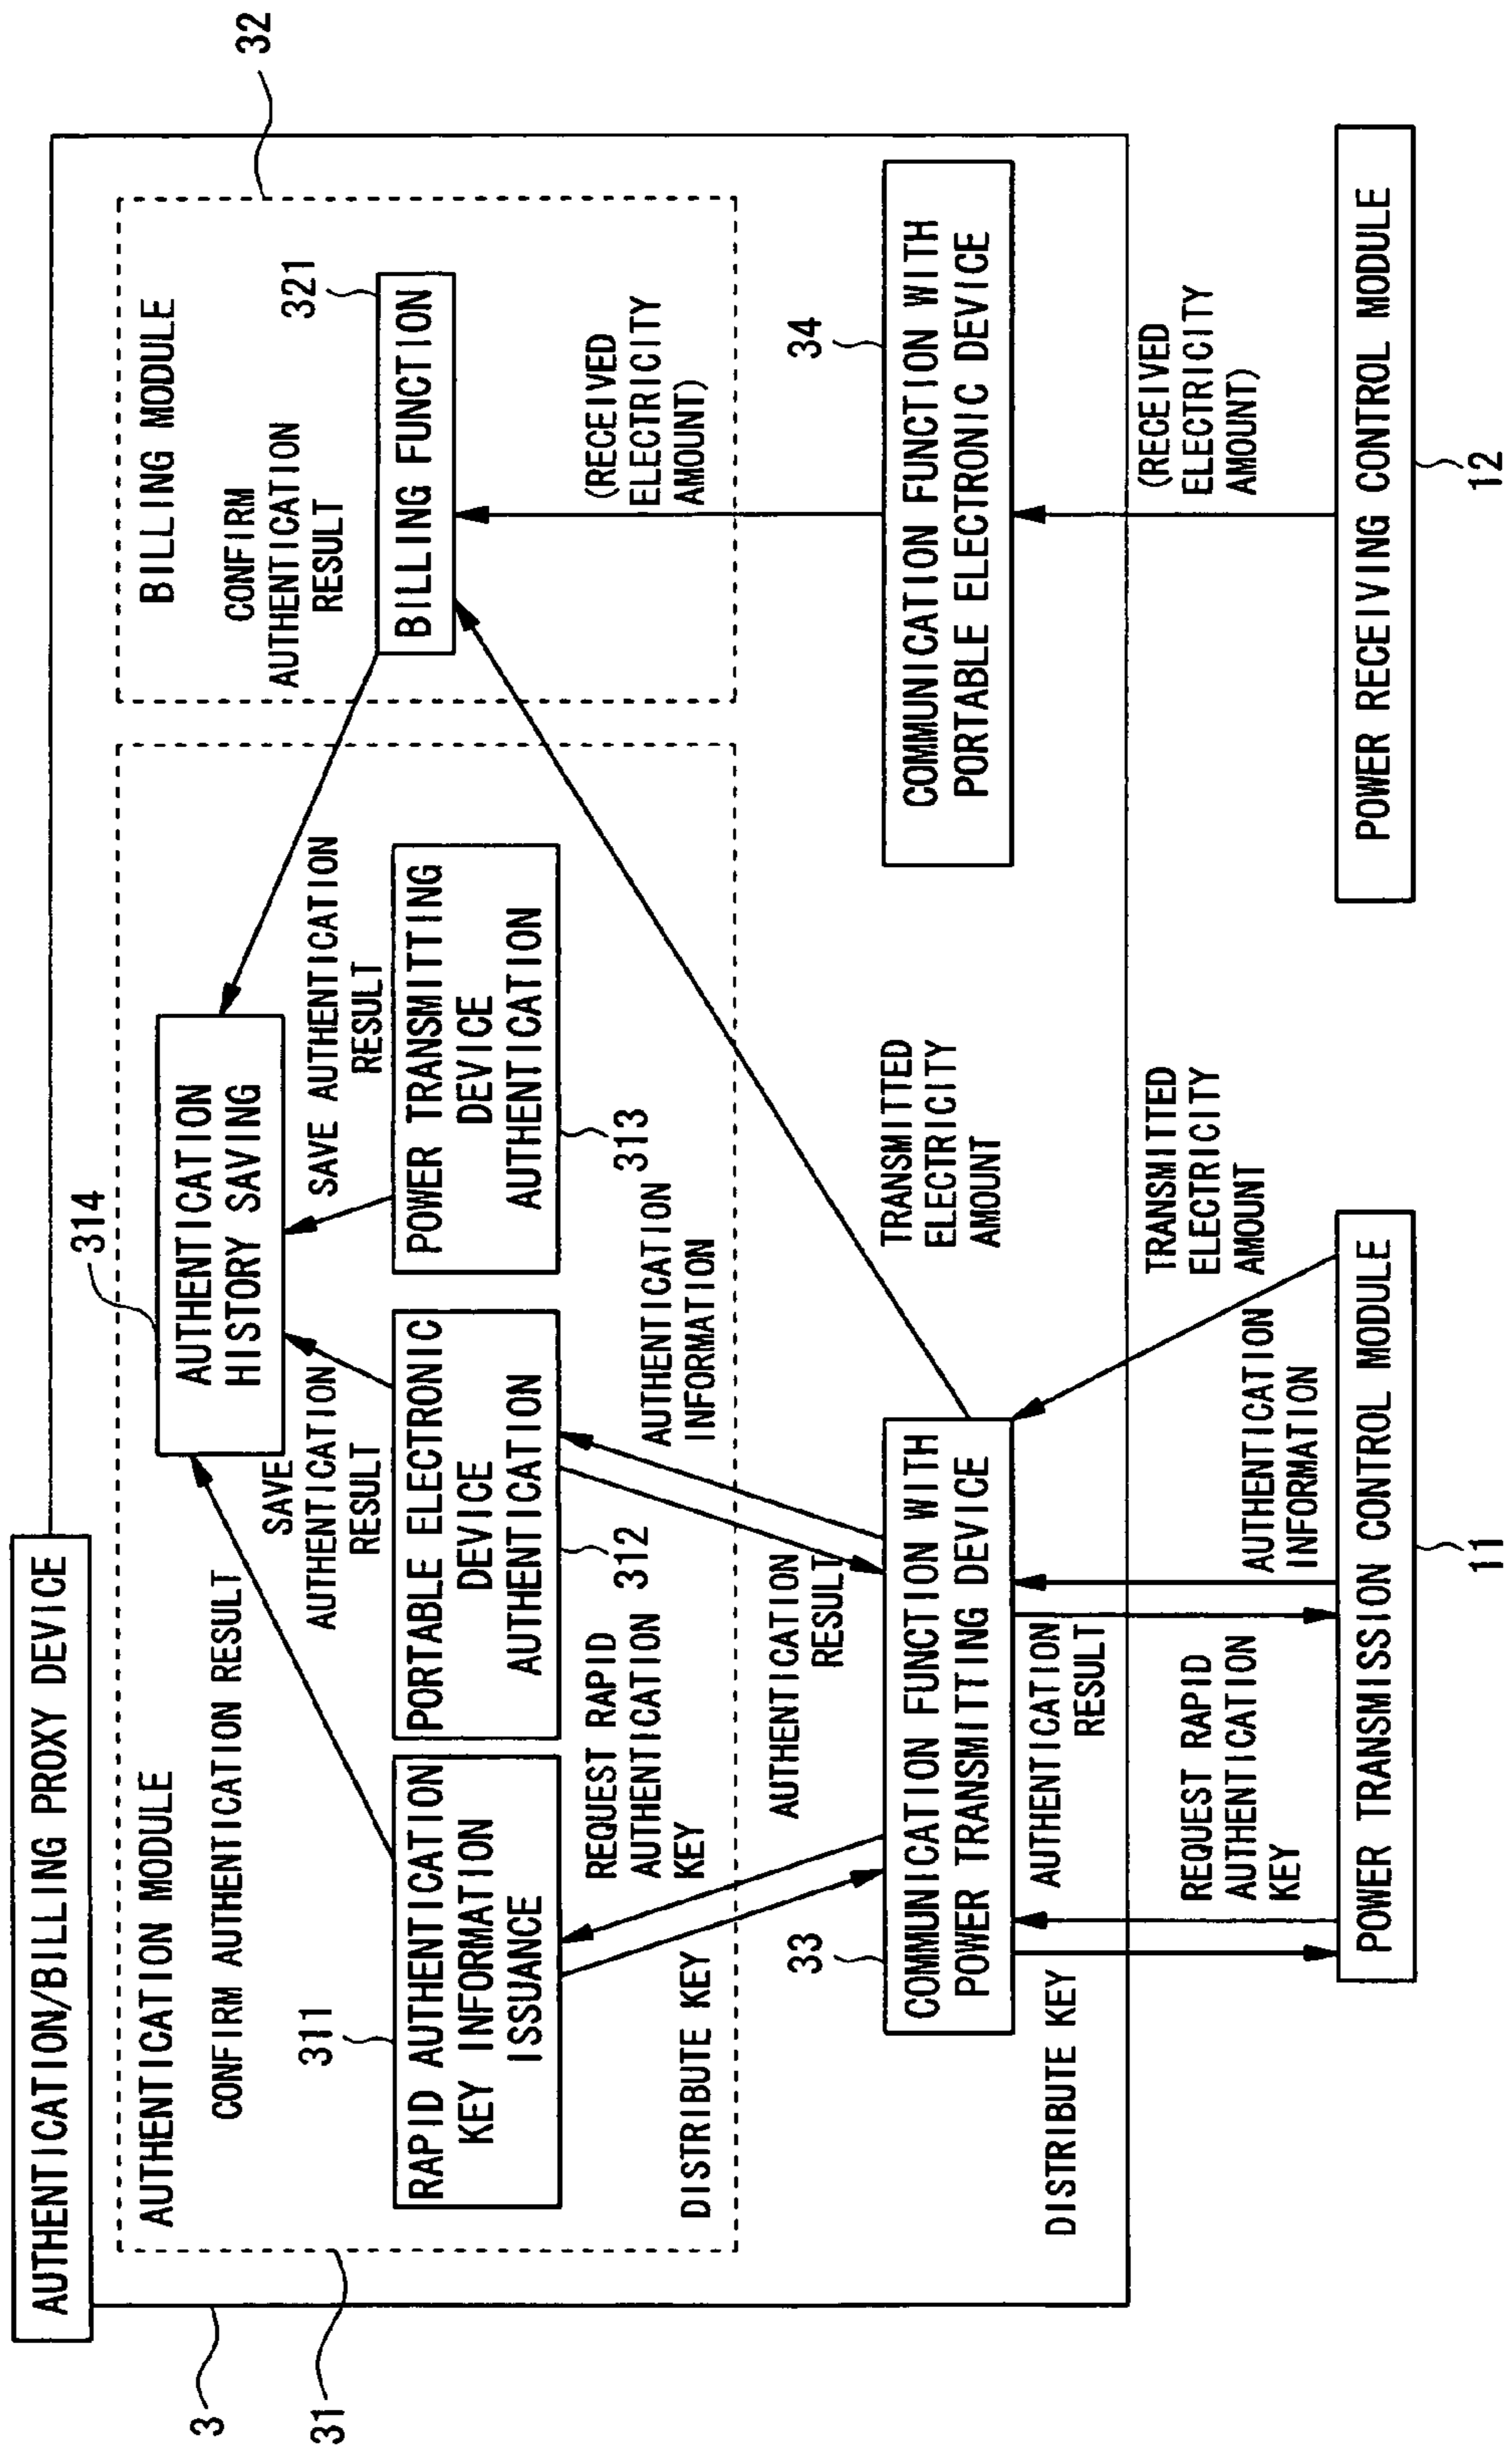 AUTHENTICATION/BILLING PROXY DEVICE
3
31
AUTHENTICATION MODULE
CONFIRM AUTHENTICATION RESULT
314
AUTHENTICATION
HISTORY SAVING
SAVE
AUTHENTICATION
RESULT
SAVE AUTHENTICATION
RESULT
311
RAPID AUTHENTICATION
KEY INFORMATION
ISSUANCE
PORTABLE ELECTRONIC
DEVICE
AUTHENTICATION
312
POWER TRANSMITTING
DEVICE
AUTHENTICATION
313
DISTRIBUTE KEY
REQUEST RAPID
AUTHENTICATION
KEY
AUTHENTICATION
RESULT
AUTHENTICATION
INFORMATION
32
BILLING MODULE
CONFIRM
AUTHENTICATION
RESULT
321
BILLING FUNCTION
(RECEIVED
ELECTRICITY
AMOUNT)
TRANSMITTED
ELECTRICITY
AMOUNT
33
COMMUNICATION FUNCTION WITH
POWER TRANSMITTING DEVICE
34
COMMUNICATION FUNCTION WITH
PORTABLE ELECTRONIC DEVICE
DISTRIBUTE KEY
REQUEST RAPID
AUTHENTICATION
KEY
AUTHENTICATION
RESULT
AUTHENTICATION
INFORMATION
TRANSMITTED
ELECTRICITY
AMOUNT
(RECEIVED
ELECTRICITY
AMOUNT)
POWER TRANSMISSION CONTROL MODULE
11
POWER RECEIVING CONTROL MODULE
12